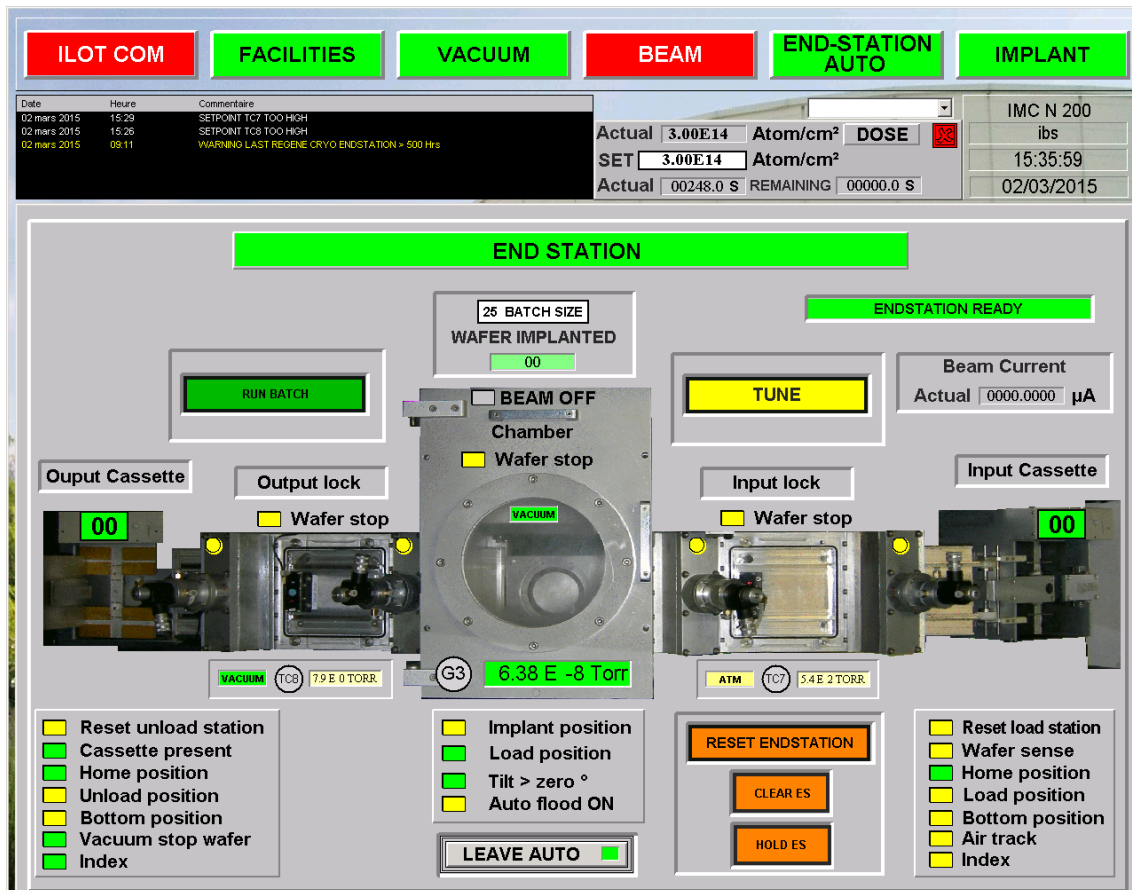 ILOT COM
FACILITIES
VACUUM
BEAM
END-STATION
AUTO
IMPLANT
Date Heure Commentaire
02 mars 2015 15:29 SETPOINT TC7 TOO HIGH
02 mars 2015 15:26 SETPOINT TC8 TOO HIGH
02 mars 2015 09:11 WARNING LAST REGENE CRYO ENDSTATION > 500 Hrs
Actual 3.00E14 Atom/cm² DOSE
SET 3.00E14 Atom/cm²
Actual 00248.0 S REMAINING 00000.0 S
IMC N 200
ibs
15:35:59
02/03/2015
END STATION
25 BATCH SIZE
WAFER IMPLANTED
00
ENDSTATION READY
RUN BATCH
TUNE
Beam Current
Actual 0000.0000 µA
BEAM OFF
Chamber
Wafer stop
Ouput Cassette
Output lock
Input lock
Input Cassette
00
Wafer stop
VACUUM
Wafer stop
00
VACUUM TC8 7.9 E 0 TORR
G3 6.38 E -8 Torr
ATM TC7 5.4 E 2 TORR
Reset unload station
Cassette present
Home position
Unload position
Bottom position
Vacuum stop wafer
Index
Implant position
Load position
Tilt > zero °
Auto flood ON
LEAVE AUTO
RESET ENDSTATION
CLEAR ES
HOLD ES
Reset load station
Wafer sense
Home position
Load position
Bottom position
Air track
Index